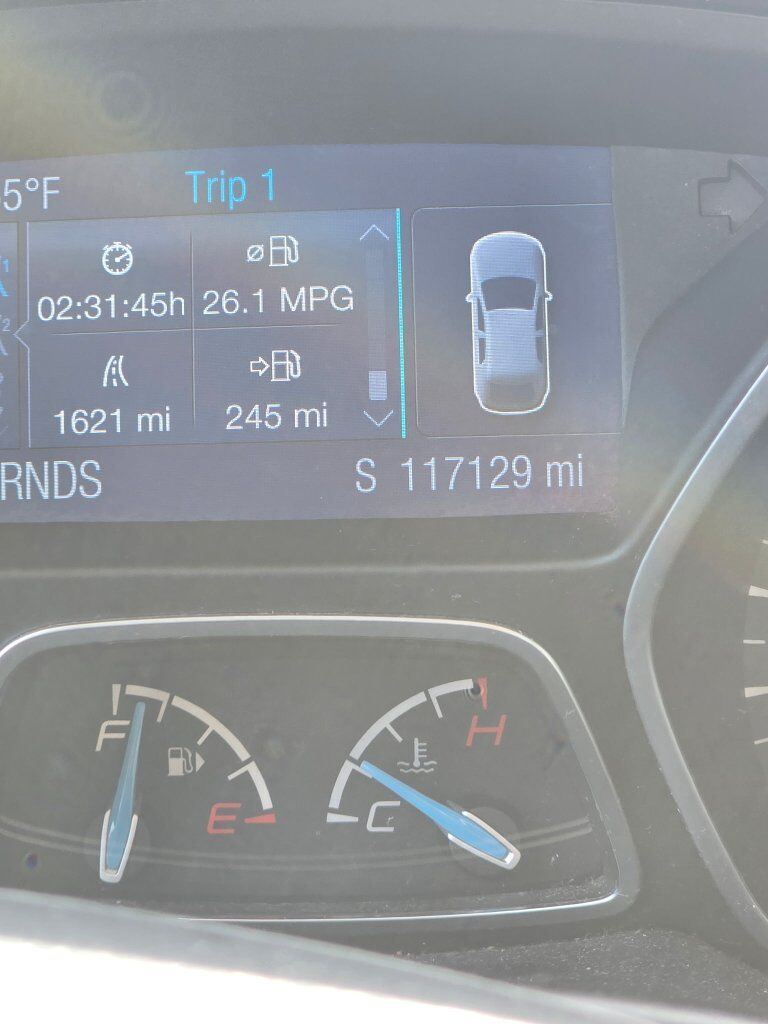 5°F Trip 1
02:31:45h 26.1 MPG
1621 mi 245 mi
RNDS S 117129 mi
F E C H